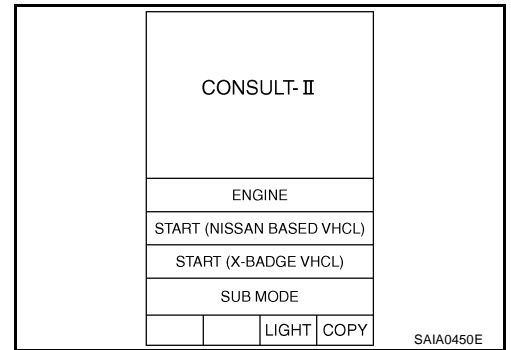 CONSULT-II
ENGINE
START (NISSAN BASED VHCL)
START (X-BADGE VHCL)
SUB MODE
LIGHT COPY
SAIA0450E